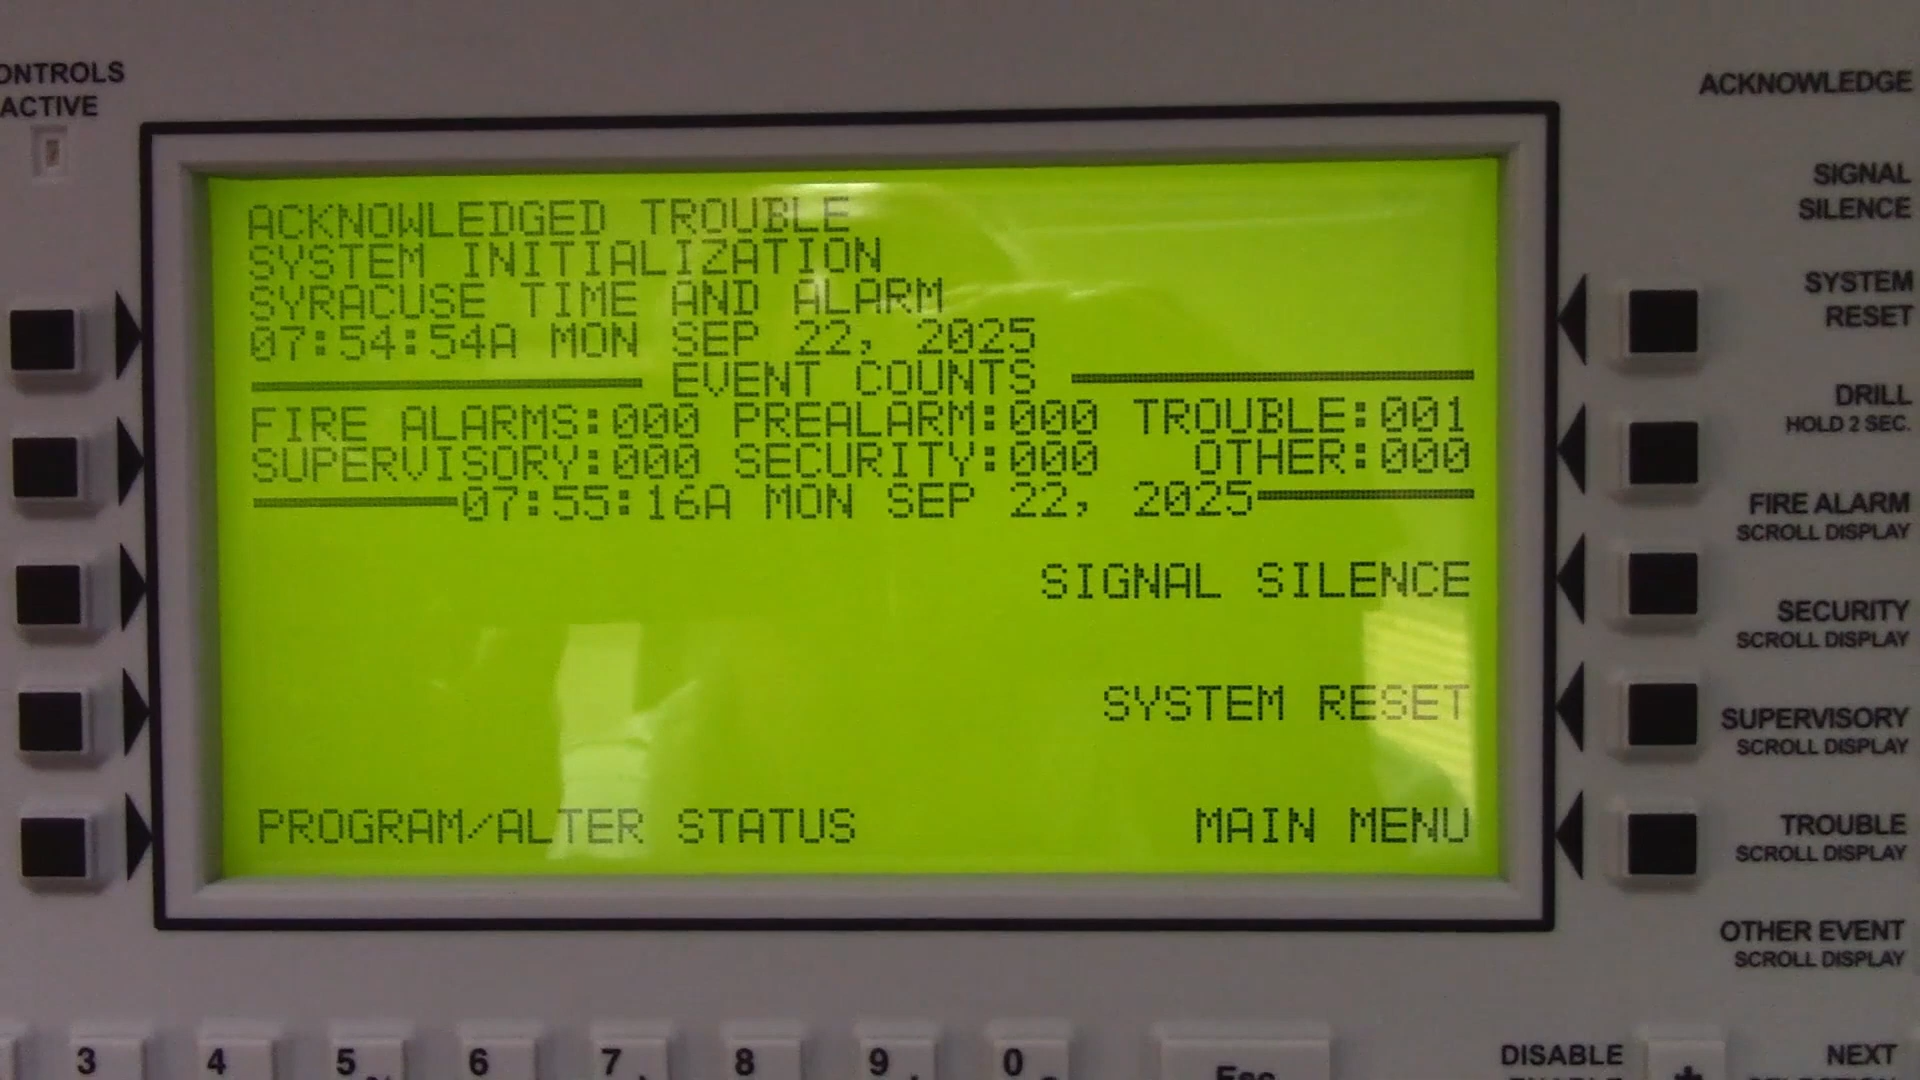 ONTROLS
ACTIVE
ACKNOWLEDGE
SIGNAL
SILENCE
SYSTEM
RESET
DRILL
HOLD 2 SEC.
FIRE ALARM
SCROLL DISPLAY
SECURITY
SCROLL DISPLAY
SUPERVISORY
SCROLL DISPLAY
TROUBLE
SCROLL DISPLAY
OTHER EVENT
SCROLL DISPLAY
ACKNOWLEDGED TROUBLE
SYSTEM INITIALIZATION
SYRACUSE TIME AND ALARM
07:54:54A MON SEP 22, 2025
EVENT COUNTS
FIRE ALARMS:000 PREALARM:000 TROUBLE:001
SUPERVISORY:000 SECURITY:000 OTHER:000
07:55:16A MON SEP 22, 2025
SIGNAL SILENCE
SYSTEM RESET
PROGRAM/ALTER STATUS MAIN MENU
3 4 5 6 7 8 9 0 Esc
DISABLE
NEXT